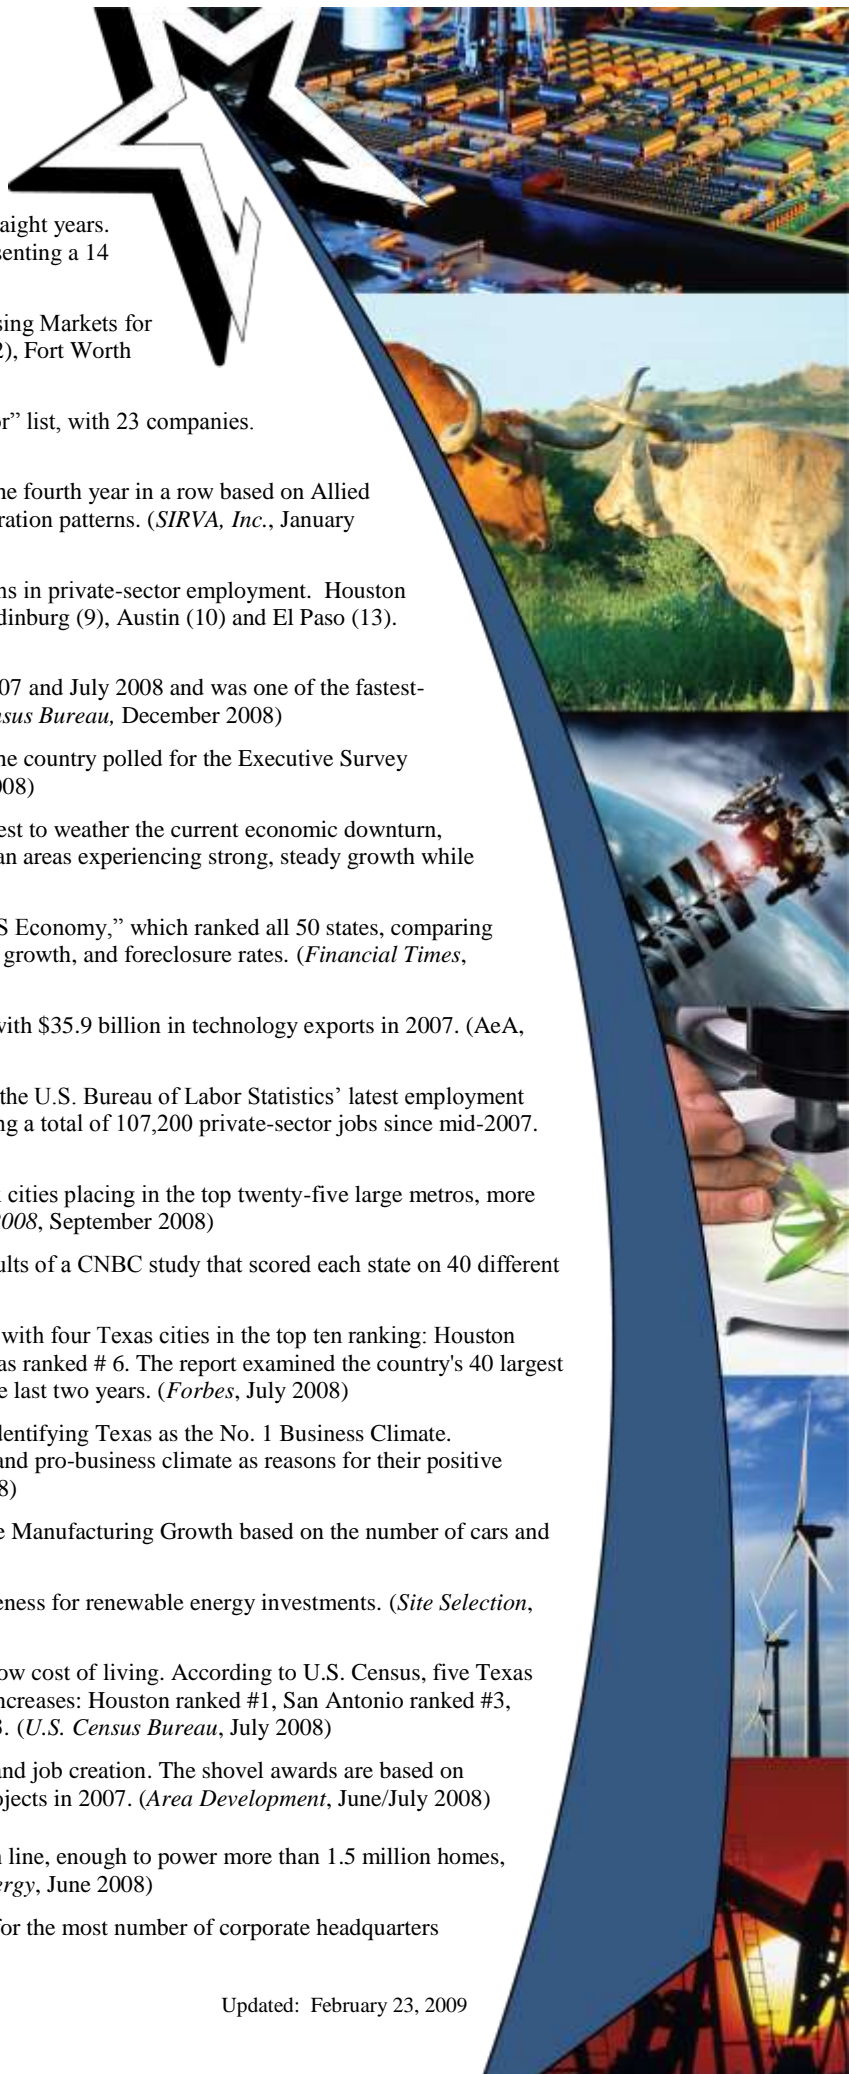 aight years.
senting a 14
sing Markets for
2), Fort Worth
or” list, with 23 companies.
he fourth year in a row based on Allied
ration patterns. (SIRVA, Inc., January
ns in private-sector employment.  Houston
dinburg (9), Austin (10) and El Paso (13).
07 and July 2008 and was one of the fastest-
nsus Bureau, December 2008)
he country polled for the Executive Survey
008)
est to weather the current economic downturn,
an areas experiencing strong, steady growth while
S Economy,” which ranked all 50 states, comparing
growth, and foreclosure rates. (Financial Times,
with $35.9 billion in technology exports in 2007. (AeA,
the U.S. Bureau of Labor Statistics’ latest employment
ng a total of 107,200 private-sector jobs since mid-2007.
cities placing in the top twenty-five large metros, more
2008, September 2008)
ults of a CNBC study that scored each state on 40 different
with four Texas cities in the top ten ranking: Houston
as ranked # 6. The report examined the country's 40 largest
e last two years. (Forbes, July 2008)
dentifying Texas as the No. 1 Business Climate.
and pro-business climate as reasons for their positive
8)
e Manufacturing Growth based on the number of cars and
eness for renewable energy investments. (Site Selection,
ow cost of living. According to U.S. Census, five Texas
ncreases: Houston ranked #1, San Antonio ranked #3,
3. (U.S. Census Bureau, July 2008)
and job creation. The shovel awards are based on
ojects in 2007. (Area Development, June/July 2008)
n line, enough to power more than 1.5 million homes,
ergy, June 2008)
for the most number of corporate headquarters
Updated:  February 23, 2009